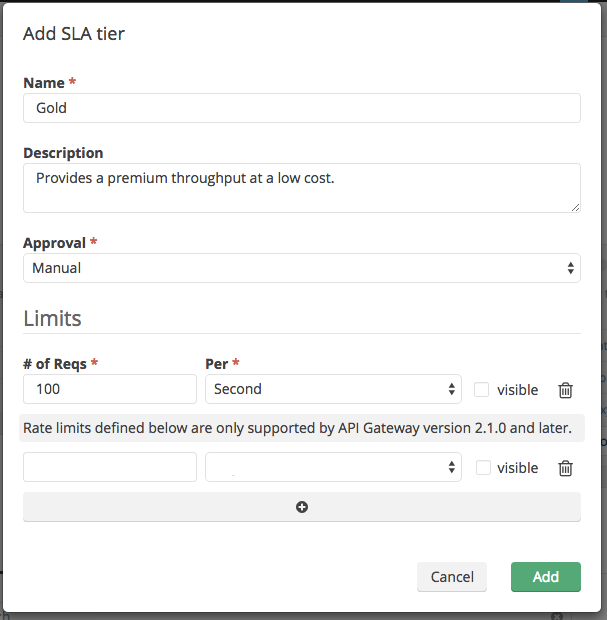 Add SLA tier
Name *
Gold
Description
Provides a premium throughput at a low cost.
Approval *
Manual
Limits
# of Reqs * Per *
100 Second visible
Rate limits defined below are only supported by API Gateway version 2.1.0 and later.
visible
Cancel Add